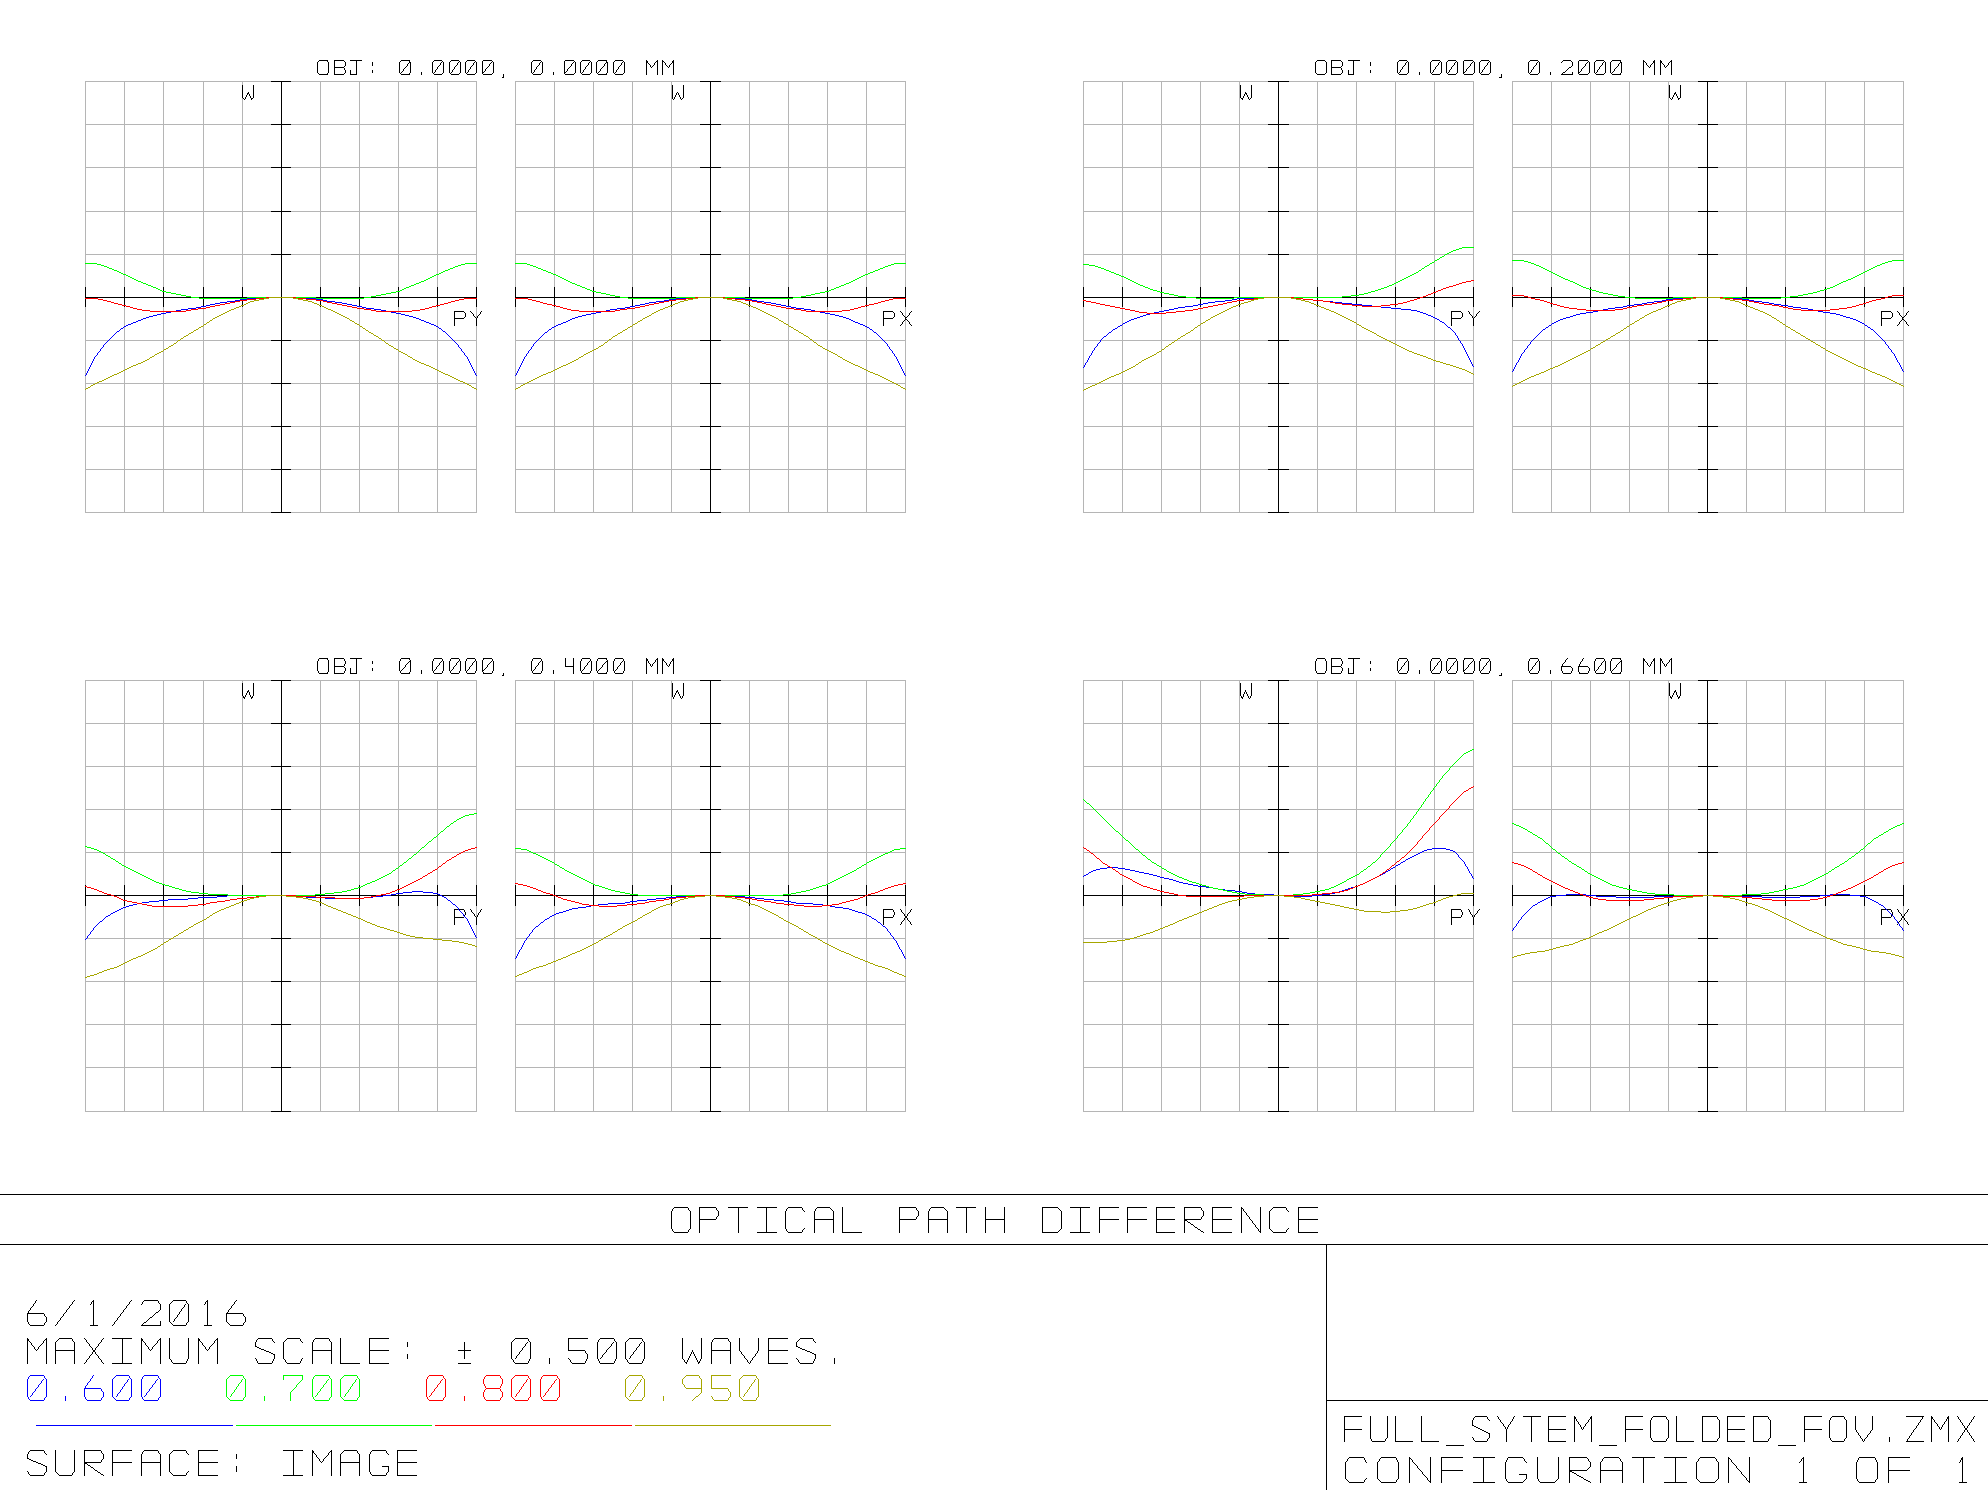 OBJ: 0.0000, 0.0000 MM
OBJ: 0.0000, 0.2000 MM
W
W
W
W
PY
PX
PY
PX
OBJ: 0.0000, 0.4000 MM
OBJ: 0.0000, 0.6600 MM
W
W
W
W
PY
PX
PY
PX
OPTICAL PATH DIFFERENCE
6/1/2016
MAXIMUM SCALE: ± 0.500 WAVES.
0.600 0.700 0.800 0.950
SURFACE: IMAGE
FULL_SYTEM_FOLDED_FOV.ZMX
CONFIGURATION 1 OF 1